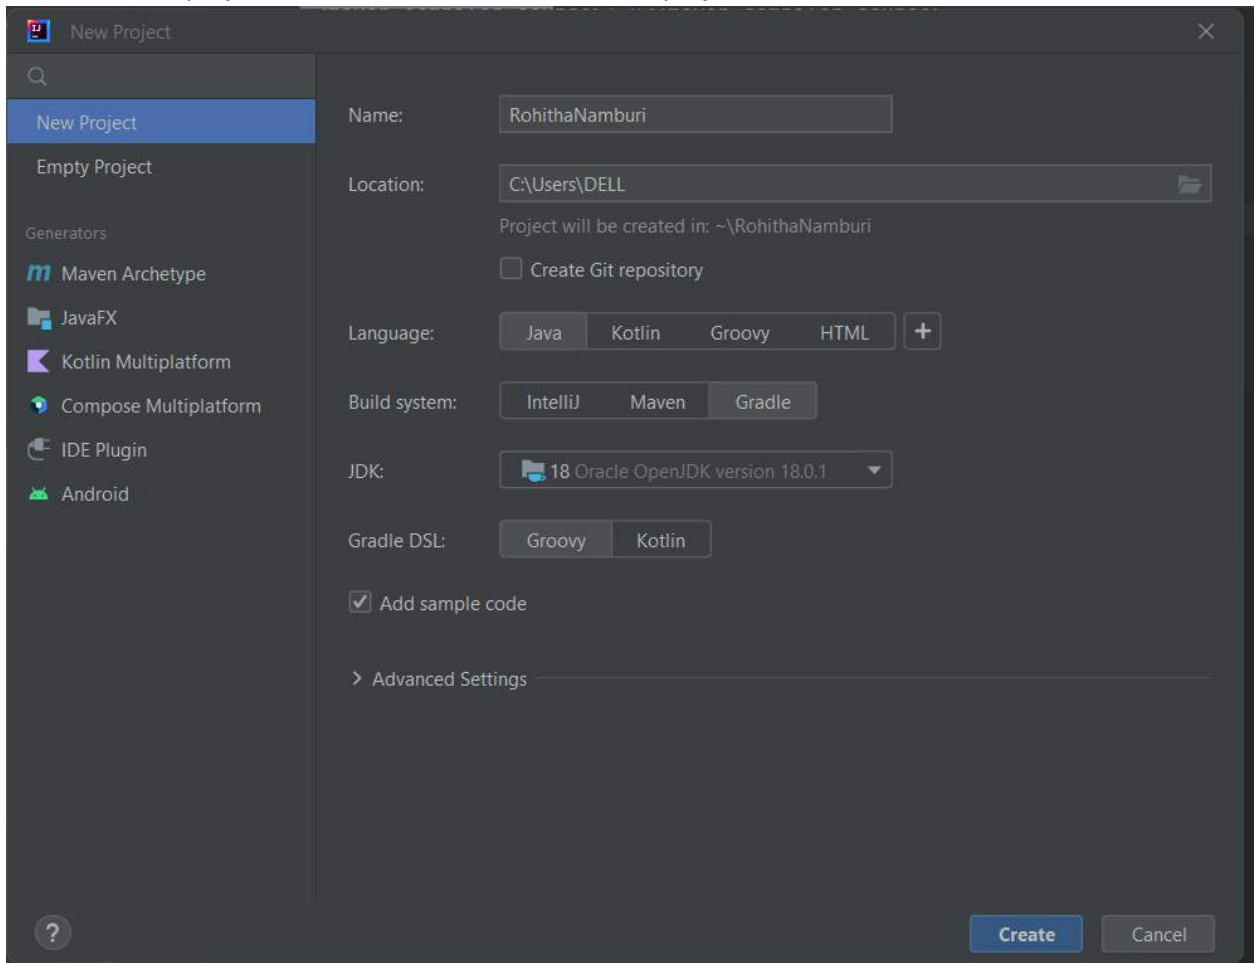 New Project
New Project
Empty Project
Generators
Maven Archetype
JavaFX
Kotlin Multiplatform
Compose Multiplatform
IDE Plugin
Android
Name: RohithaNamburi
Location: C:\Users\DELL
Project will be created in: ~\RohithaNamburi
Create Git repository
Language: Java Kotlin Groovy HTML +
Build system: IntelliJ Maven Gradle
JDK: 18 Oracle OpenJDK version 18.0.1
Gradle DSL: Groovy Kotlin
Add sample code
Advanced Settings
? Create Cancel